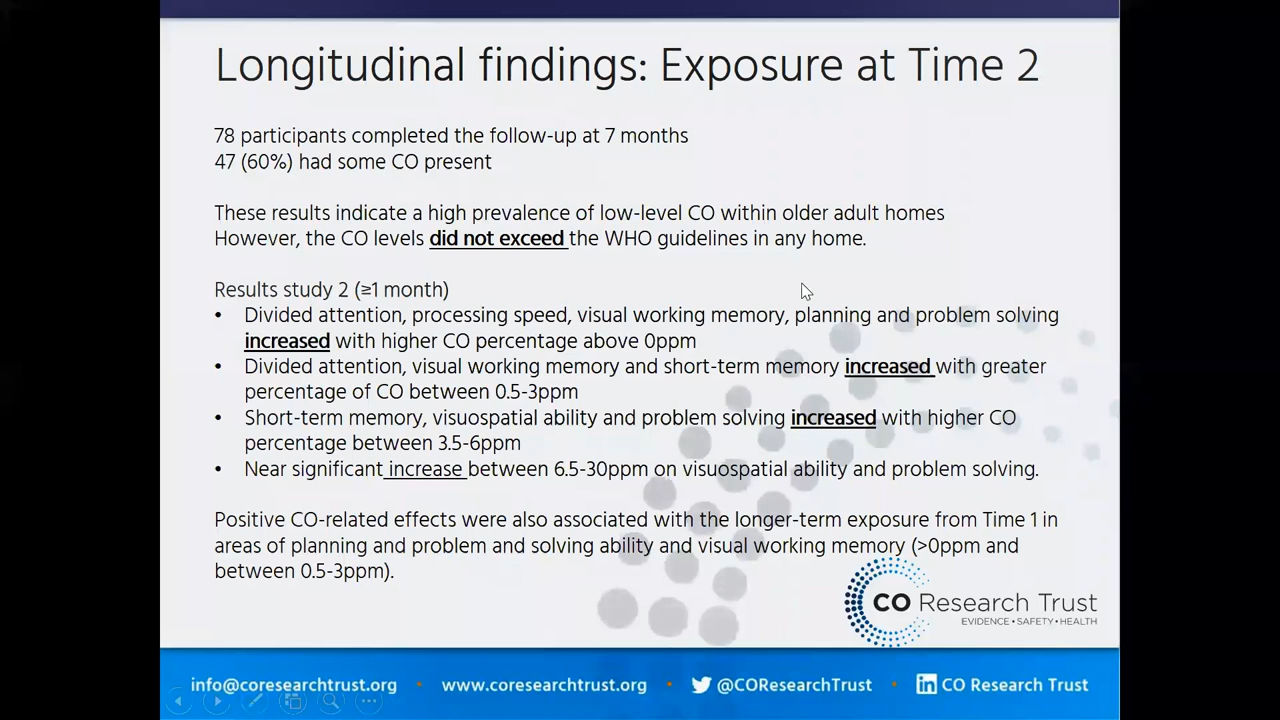 Longitudinal findings: Exposure at Time 2
78 participants completed the follow-up at 7 months
47 (60%) had some CO present
These results indicate a high prevalence of low-level CO within older adult homes
However, the CO levels did not exceed the WHO guidelines in any home.
Results study 2 (≥1 month)
• Divided attention, processing speed, visual working memory, planning and problem solving
increased with higher CO percentage above 0ppm
• Divided attention, visual working memory and short-term memory increased with greater
percentage of CO between 0.5-3ppm
• Short-term memory, visuospatial ability and problem solving increased with higher CO
percentage between 3.5-6ppm
• Near significant increase between 6.5-30ppm on visuospatial ability and problem solving.
Positive CO-related effects were also associated with the longer-term exposure from Time 1 in
areas of planning and problem and solving ability and visual working memory (>0ppm and
between 0.5-3ppm).
CO Research Trust
EVIDENCE • SAFETY • HEALTH
info@coresearchtrust.org • www.coresearchtrust.org • @COResearchTrust • in CO Research Trust